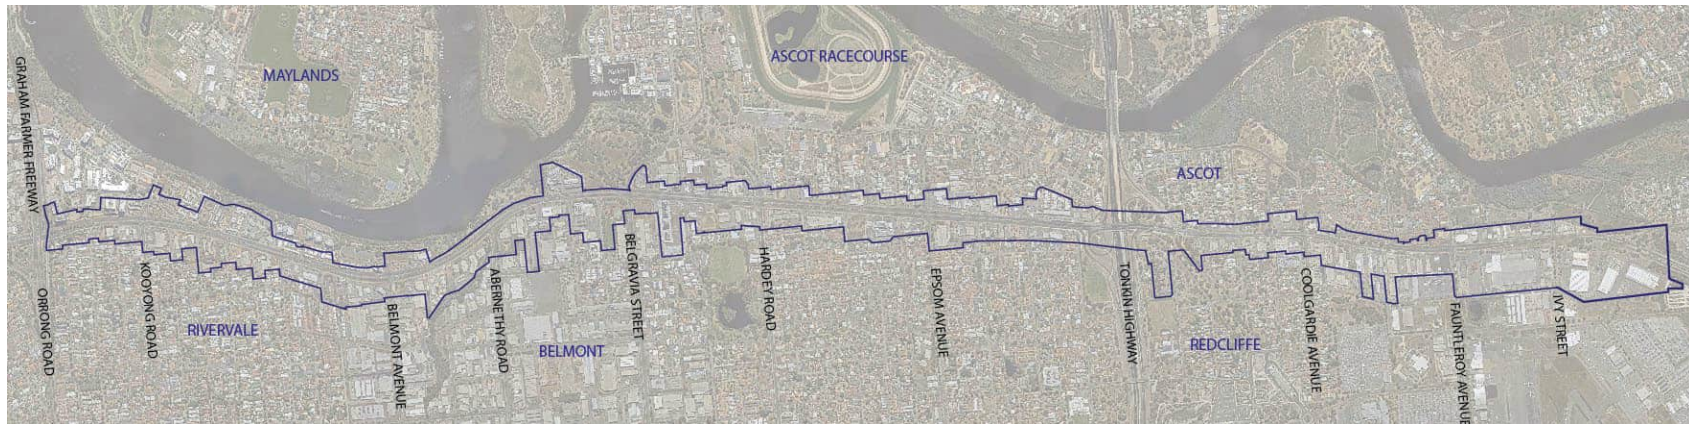 GRAHAM FARMER FREEWAY
MAYLANDS
ASCOT RACECOURSE
ASCOT
ORRONG ROAD
KOOYONG ROAD
RIVERVALE
BELMONT AVENUE
ABERNETHY ROAD
BELMONT
BELGRAVIA STREET
HARDEY ROAD
EPSOM AVENUE
TONKIN HIGHWAY
REDCLIFFE
COOLGARDIE AVENUE
FAUNTLEROY AVENUE
IVY STREET